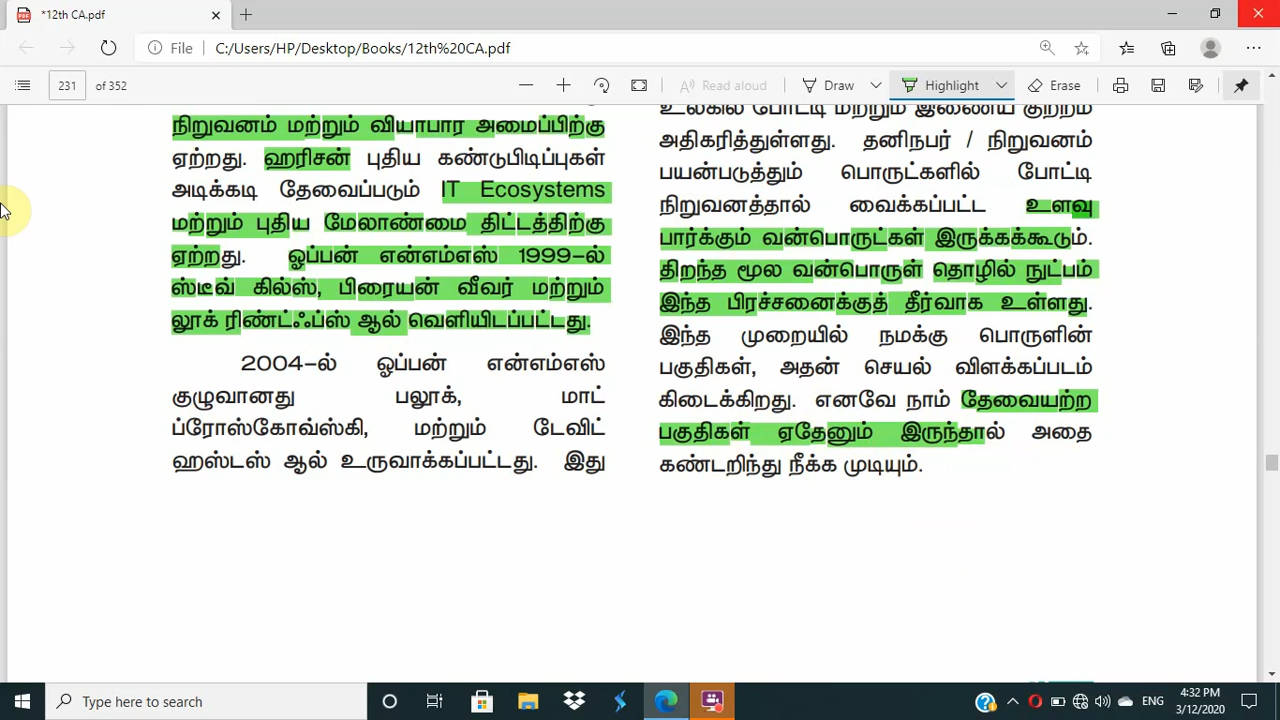 *12th CA.pdf
File C:/Users/HP/Desktop/Books/12th%20CA.pdf
231 of 352
Read aloud Draw Highlight Erase
நிறுவனம் மற்றும் வியாபார அமைப்பிற்கு
ஏற்றது. ஹரிசன் புதிய கண்டுபிடிப்புகள்
அடிக்கடி தேவைப்படும் IT Ecosystems
மற்றும் புதிய மேலாண்மை திட்டத்திற்கு
ஏற்றது. ஓப்பன் என்எம்எஸ் 1999-ல்
ஸ்டீவ் கில்ஸ், பிரையன் வீவர் மற்றும்
லூக் ரிண்ட்ஃப்ஸ் ஆல் வெளியிடப்பட்டது.
2004-ல் ஓப்பன் என்எம்எஸ்
குழுவானது பலூக், மாட்
ப்ரோஸ்கோவ்ஸ்கி, மற்றும் டேவிட்
ஹஸ்டஸ் ஆல் உருவாக்கப்பட்டது. இது
உலகில் போட்டி மற்றும் இணைய குற்றம்
அதிகரித்துள்ளது. தனிநபர் / நிறுவனம்
பயன்படுத்தும் பொருட்களில் போட்டி
நிறுவனத்தால் வைக்கப்பட்ட உளவு
பார்க்கும் வன்பொருட்கள் இருக்கக்கூடும்.
திறந்த மூல வன்பொருள் தொழில் நுட்பம்
இந்த பிரச்சனைக்குத் தீர்வாக உள்ளது.
இந்த முறையில் நமக்கு பொருளின்
பகுதிகள், அதன் செயல் விளக்கப்படம்
கிடைக்கிறது. எனவே நாம் தேவையற்ற
பகுதிகள் ஏதேனும் இருந்தால் அதை
கண்டறிந்து நீக்க முடியும்.
Type here to search
ENG
4:32 PM
3/12/2020